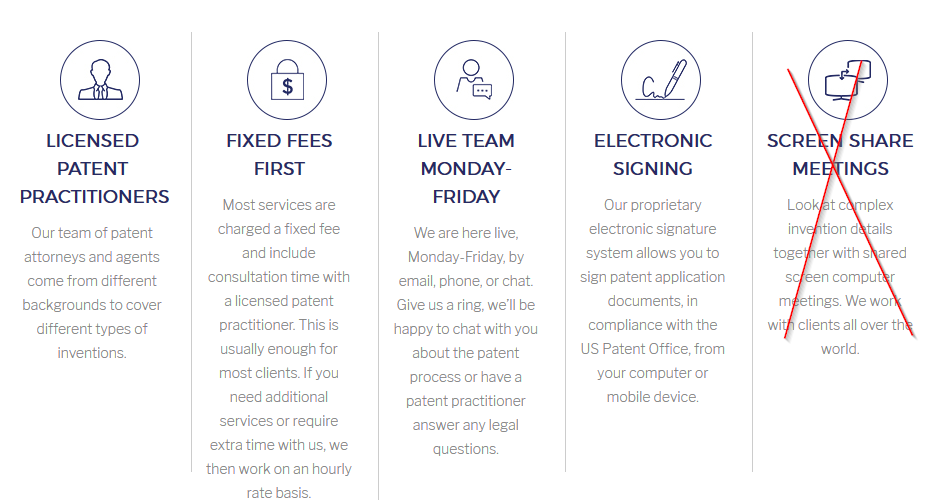 $
LICENSED
PATENT
PRACTITIONERS
Our team of patent
attorneys and agents
come from different
backgrounds to cover
different types of
inventions.
FIXED FEES
FIRST
Most services are
charged a fixed fee
and include
consultation time with
a licensed patent
practitioner. This is
usually enough for
most clients. If you
need additional
services or require
extra time with us, we
then work on an hourly
rate basis.
LIVE TEAM
MONDAY-
FRIDAY
We are here live,
Monday-Friday, by
email, phone, or chat.
Give us a ring, we'll be
happy to chat with you
about the patent
process or have a
patent practitioner
answer any legal
questions.
ELECTRONIC
SIGNING
Our proprietary
electronic signature
system allows you to
sign patent application
documents, in
compliance with the
US Patent Office, from
your computer or
mobile device.
SCREEN SHARE
MEETINGS
Look at complex
invention details
together with shared
screen computer
meetings. We work
with clients all over the
world.